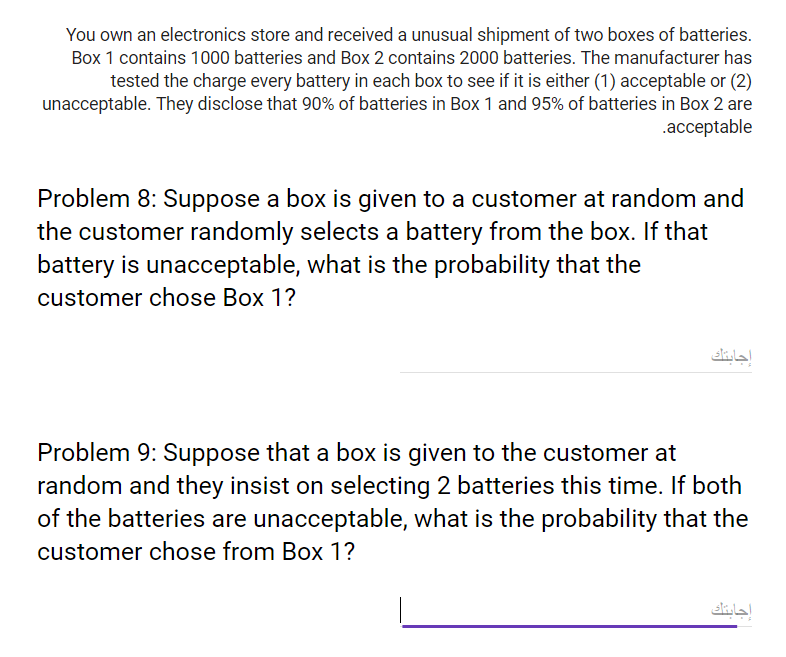 You own an electronics store and received a unusual shipment of two boxes of batteries.
Box 1 contains 1000 batteries and Box 2 contains 2000 batteries. The manufacturer has
tested the charge every battery in each box to see if it is either (1) acceptable or (2)
unacceptable. They disclose that 90% of batteries in Box 1 and 95% of batteries in Box 2 are
.acceptable
Problem 8: Suppose a box is given to a customer at random and
the customer randomly selects a battery from the box. If that
battery is unacceptable, what is the probability that the
customer chose Box 1?
إجابتك
Problem 9: Suppose that a box is given to the customer at
random and they insist on selecting 2 batteries this time. If both
of the batteries are unacceptable, what is the probability that the
customer chose from Box 1?
إجابتك